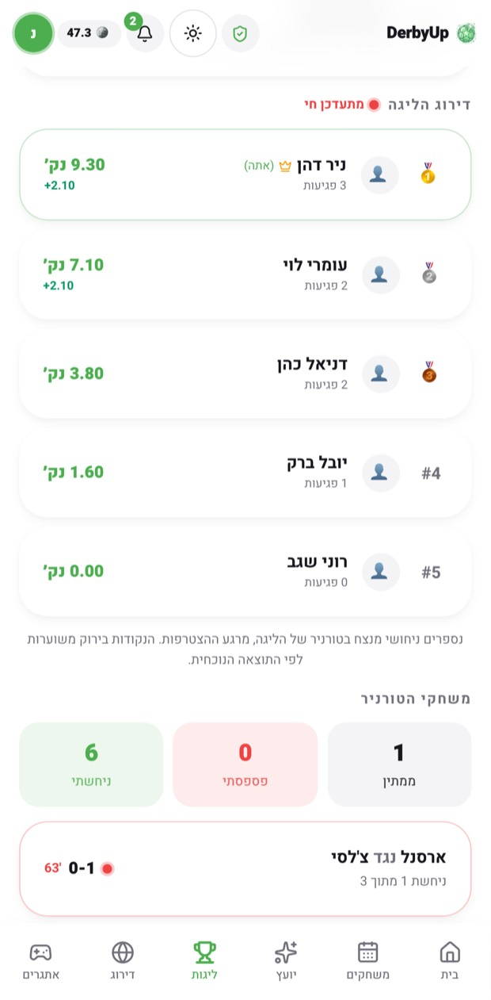 DerbyUp
2
47.3
נ
דירוג הליגה מתעדכן חי
1
ניר דהן (אתה)
3 פגיעות
9.30 נק'
+2.10
2
עומרי לוי
2 פגיעות
7.10 נק'
+2.10
3
דניאל כהן
2 פגיעות
3.80 נק'
#4
יובל ברק
1 פגיעות
1.60 נק'
#5
רוני שגב
0 פגיעות
0.00 נק'
נספרים ניחושי מנצח בטורניר של הליגה, מרגע ההצטרפות. הנקודות בירוק משוערות
לפי התוצאה הנוכחית.
משחקי הטורניר
1
ממתין
0
פספסתי
6
ניחשתי
ארסנל נגד צ'לסי
ניחשת 1 מתוך 3
0-1 63'
בית
משחקים
יועץ
ליגות
דירוג
אתגרים